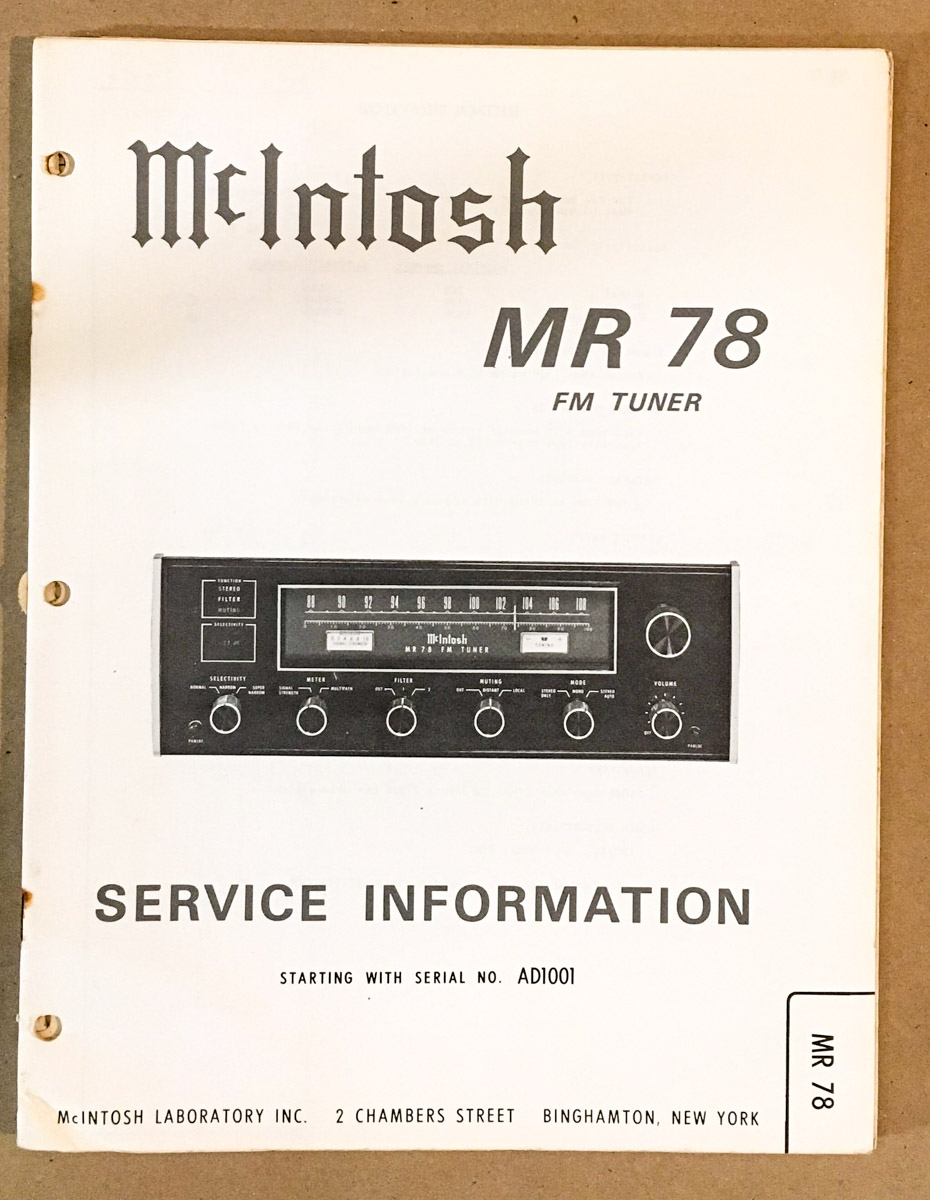 McIntosh
MR 78
FM TUNER
FUNCTION
STEREO
FILTER
MUTING
SELECTIVITY
88 90 92 94 96 98 100 102 104 106 108
McIntosh
MR 78 FM TUNER
TUNING
SELECTIVITY
NORMAL NARROW SUPER NARROW
METER
SIGNAL STRENGTH MULTIPATH
FILTER
OUT 1 2
MUTING
OUT DISTANT LOCAL
MODE
STEREO ONLY MONO STEREO AUTO
VOLUME
OFF
PANLOC
PANLOC
SERVICE INFORMATION
STARTING WITH SERIAL NO. AD1001
MR 78
McINTOSH LABORATORY INC. 2 CHAMBERS STREET BINGHAMTON, NEW YORK